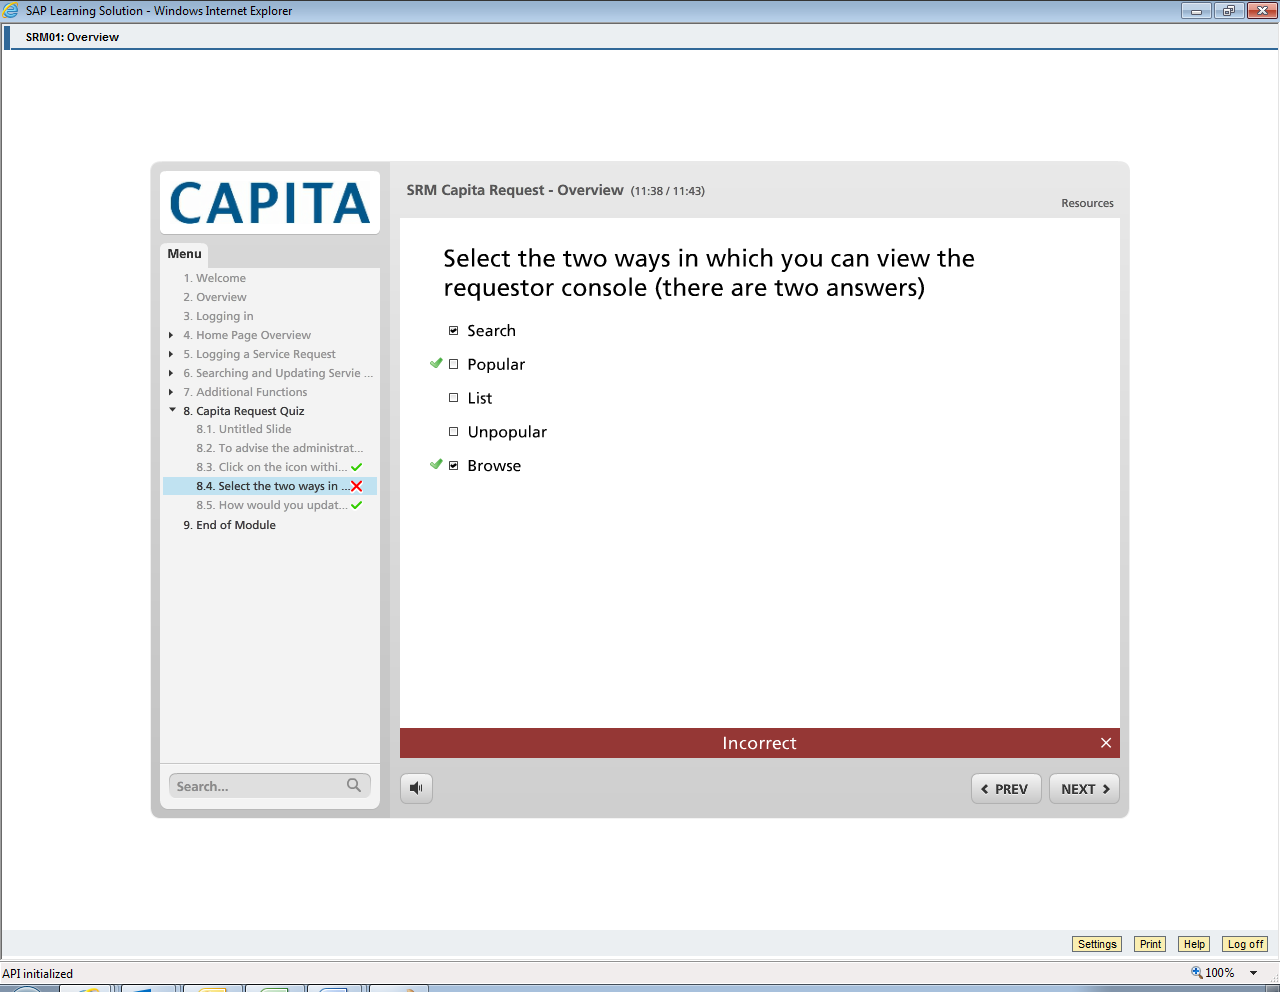 SAP Learning Solution - Windows Internet Explorer
SRM01: Overview
CAPITA
SRM Capita Request - Overview (11:38 / 11:43)
Resources
Menu
1. Welcome
2. Overview
3. Logging in
4. Home Page Overview
5. Logging a Service Request
6. Searching and Updating Servie ...
7. Additional Functions
8. Capita Request Quiz
8.1. Untitled Slide
8.2. To advise the administrat...
8.3. Click on the icon withi...
8.4. Select the two ways in ...
8.5. How would you updat...
9. End of Module
Search...
Select the two ways in which you can view the
requestor console (there are two answers)
Search
Popular
List
Unpopular
Browse
Incorrect
PREV
NEXT
Settings
Print
Help
Log off
API initialized
100%